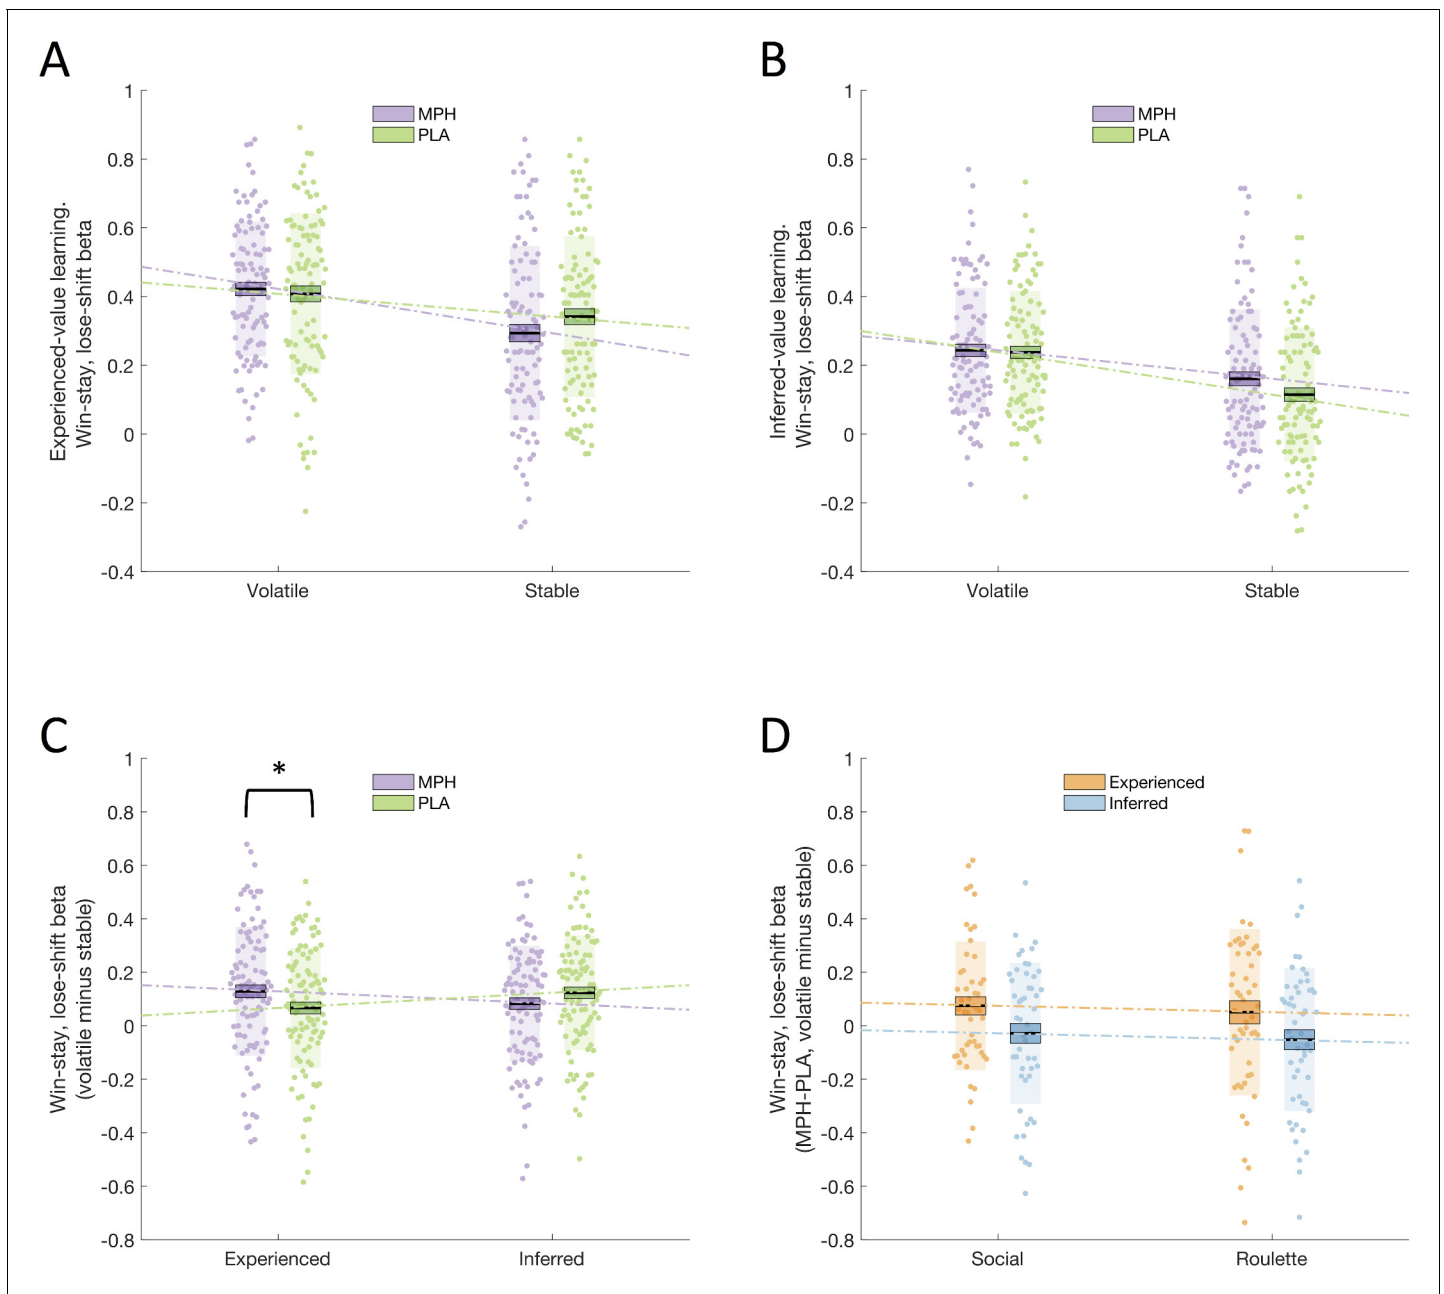 A
Experienced-value learning.
Win-stay, lose-shift beta
1
0.8
0.6
0.4
0.2
0
-0.2
-0.4
MPH
PLA
Volatile
Stable
B
Inferred-value learning.
Win-stay, lose-shift beta
1
0.8
0.6
0.4
0.2
0
-0.2
-0.4
MPH
PLA
Volatile
Stable
C
Win-stay, lose-shift beta
(volatile minus stable)
1
0.8
0.6
0.4
0.2
0
-0.2
-0.4
-0.6
-0.8
*
MPH
PLA
Experienced
Inferred
D
Win-stay, lose-shift beta
(MPH-PLA, volatile minus stable)
1
0.8
0.6
0.4
0.2
0
-0.2
-0.4
-0.6
-0.8
Experienced
Inferred
Social
Roulette